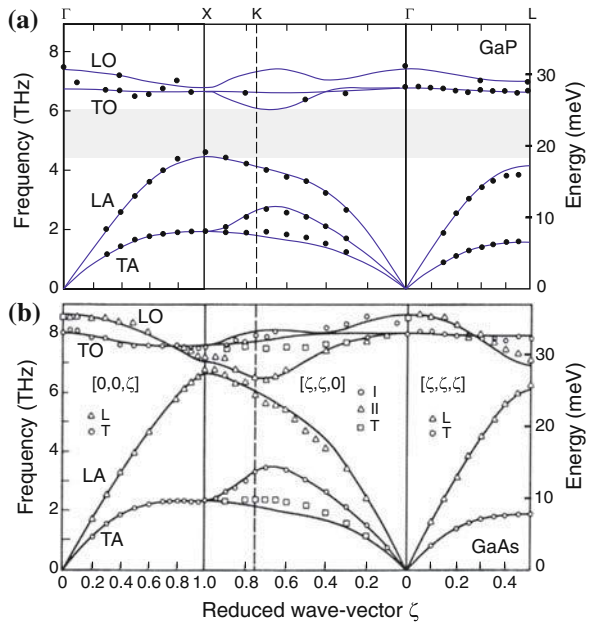 Γ X K Γ L
(a)
8 LO GaP 30
TO
6
20
4
LA
2 10
TA
0 0
Frequency (THz)
Energy (meV)
(b)
8 LO
TO 30
6 [0,0,ζ] [ζ,ζ,0] [ζ,ζ,ζ]
△ L ○ I △ L
○ T △ II ○ T
□ T
20
4
LA
2 10
TA GaAs
0 0
Frequency (THz)
Energy (meV)
0 0.2 0.4 0.6 0.8 1.0 0.8 0.6 0.4 0.2 0 0.1 0.2 0.3 0.4 0.5
Reduced wave-vector ζ